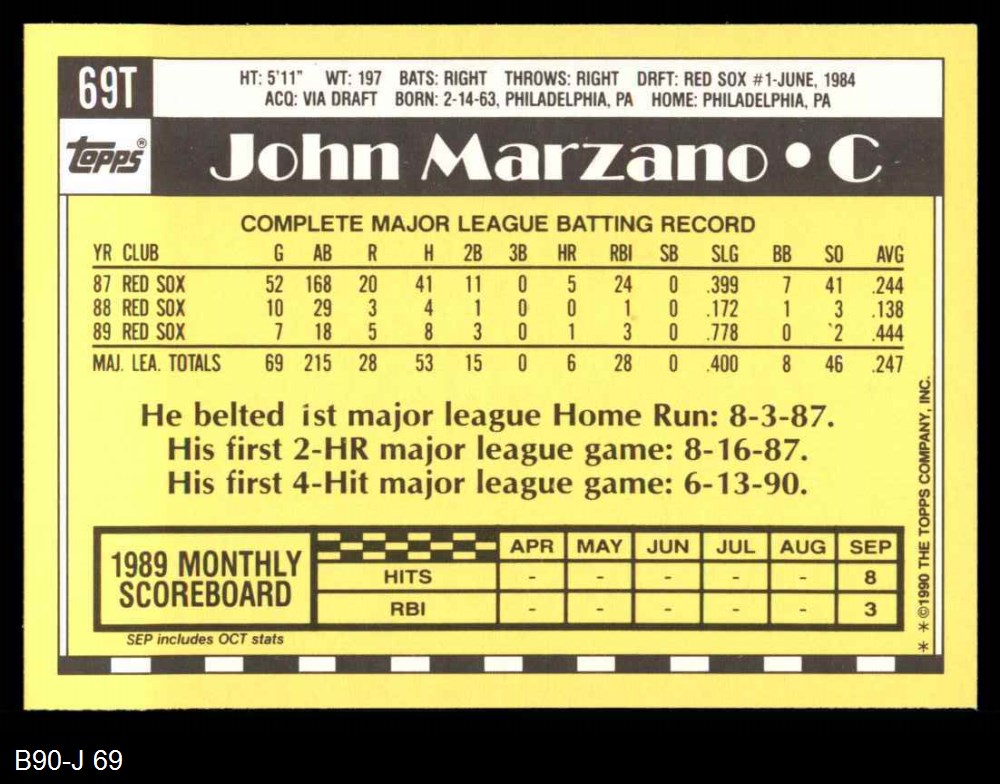 69T
HT: 5'11" WT: 197 BATS: RIGHT THROWS: RIGHT DRFT: RED SOX #1-JUNE, 1984
ACQ: VIA DRAFT BORN: 2-14-63, PHILADELPHIA, PA HOME: PHILADELPHIA, PA
topps®
John Marzano • C
COMPLETE MAJOR LEAGUE BATTING RECORD
YR CLUB G AB R H 2B 3B HR RBI SB SLG BB SO AVG
87 RED SOX 52 168 20 41 11 0 5 24 0 .399 7 41 .244
88 RED SOX 10 29 3 4 1 0 0 1 0 .172 1 3 .138
89 RED SOX 7 18 5 8 3 0 1 3 0 .778 0 2 .444
MAJ. LEA. TOTALS 69 215 28 53 15 0 6 28 0 .400 8 46 .247
He belted 1st major league Home Run: 8-3-87.
His first 2-HR major league game: 8-16-87.
His first 4-Hit major league game: 6-13-90.
1989 MONTHLY
SCOREBOARD
APR MAY JUN JUL AUG SEP
HITS - - - - - 8
RBI - - - - - 3
SEP includes OCT stats
* * ©1990 THE TOPPS COMPANY, INC.
B90-J 69